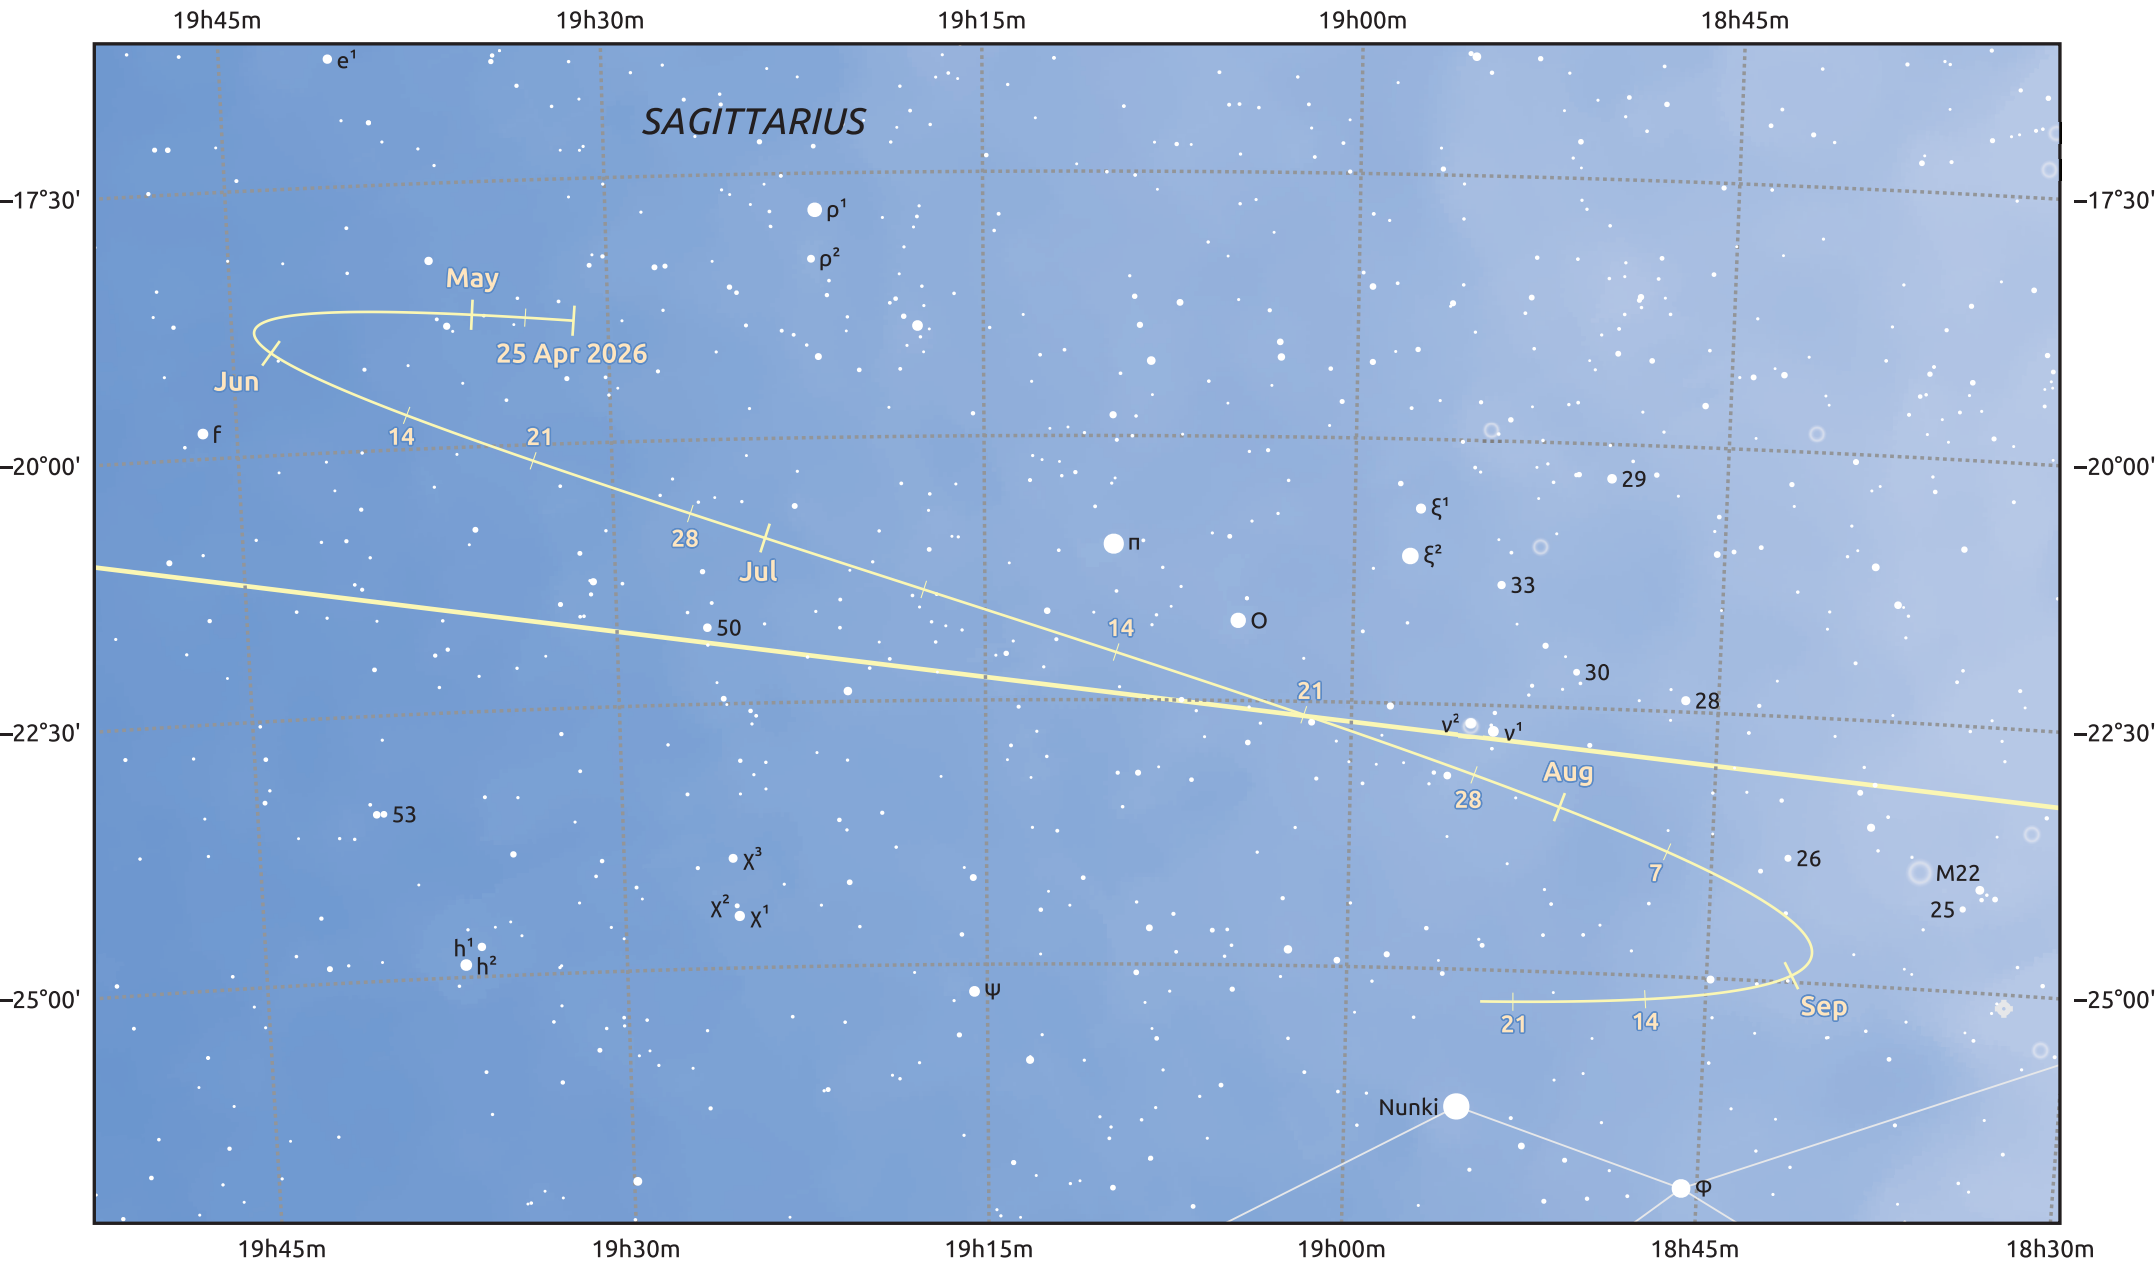 19h45m 19h30m 19h15m 19h00m 18h45m
e¹
SAGITTARIUS
–17°30' –17°30'
ρ¹
ρ²
May
25 Apr 2026
Jun
f 14 21
–20°00' –20°00'
29
ξ¹
28 π
ξ²
Jul 33
50 14 O
30
21 28
–22°30' ν² ν¹ –22°30'
Aug
28
53
χ³ 7 26
M22
χ² χ¹ 25
h¹
h²
ψ
–25°00' –25°00'
Sep
21 14
Nunki
φ
19h45m 19h30m 19h15m 19h00m 18h45m 18h30m